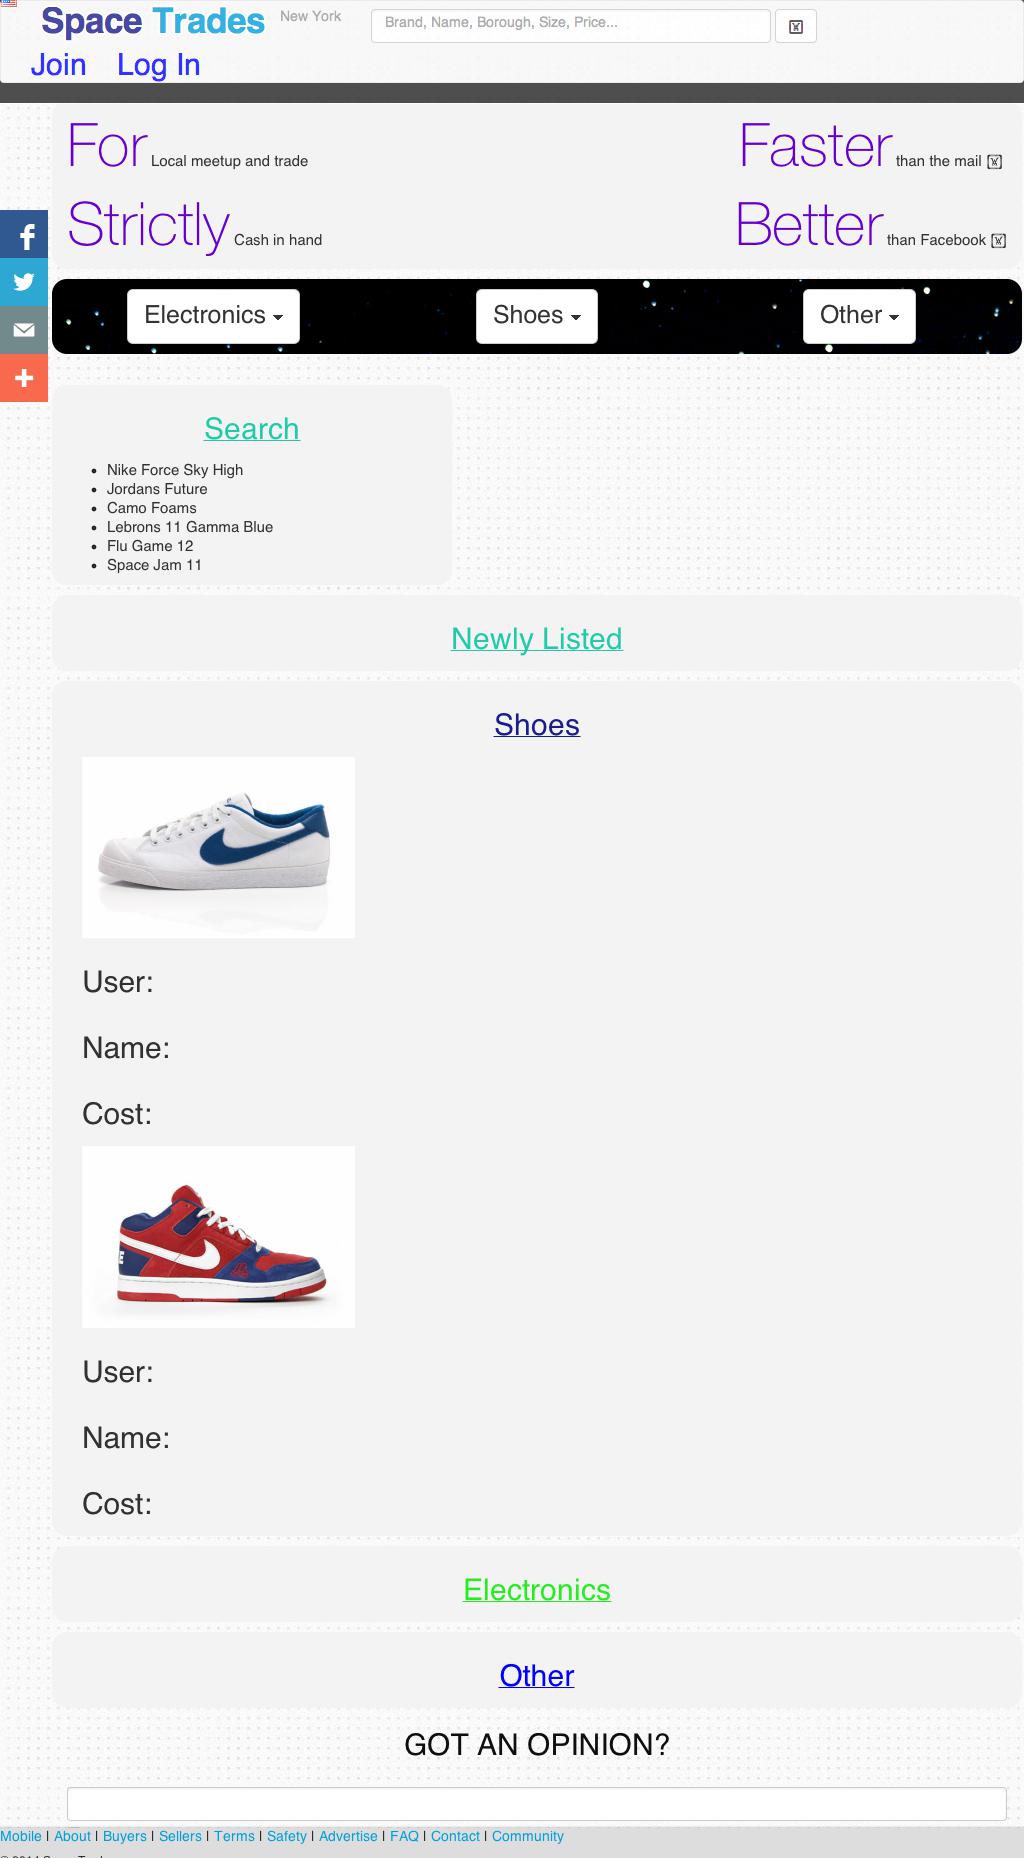 Space Trades New York Brand, Name, Borough, Size, Price...
Join Log In
For Local meetup and trade Faster than the mail
Strictly Cash in hand Better than Facebook
Electronics Shoes Other
Search
Nike Force Sky High
Jordans Future
Camo Foams
Lebrons 11 Gamma Blue
Flu Game 12
Space Jam 11
Newly Listed
Shoes
User:
Name:
Cost:
User:
Name:
Cost:
Electronics
Other
GOT AN OPINION?
Mobile | About | Buyers | Sellers | Terms | Safety | Advertise | FAQ | Contact | Community